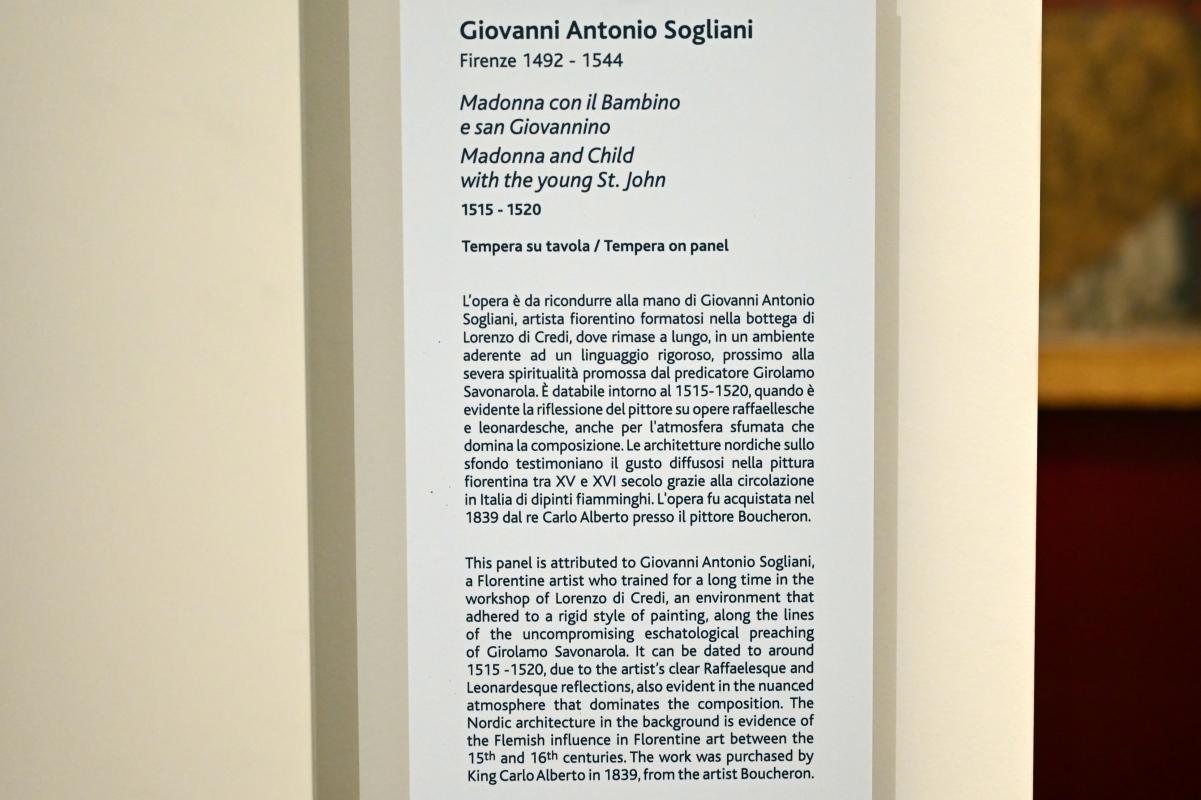 Giovanni Antonio Sogliani
Firenze 1492 - 1544
Madonna con il Bambino
e san Giovannino
Madonna and Child
with the young St. John
1515 - 1520
Tempera su tavola / Tempera on panel
L'opera è da ricondurre alla mano di Giovanni Antonio
Sogliani, artista fiorentino formatosi nella bottega di
Lorenzo di Credi, dove rimase a lungo, in un ambiente
aderente ad un linguaggio rigoroso, prossimo alla
severa spiritualità promossa dal predicatore Girolamo
Savonarola. È databile intorno al 1515-1520, quando è
evidente la riflessione del pittore su opere raffaellesche
e leonardesche, anche per l'atmosfera sfumata che
domina la composizione. Le architetture nordiche sullo
sfondo testimoniano il gusto diffusosi nella pittura
fiorentina tra XV e XVI secolo grazie alla circolazione
in Italia di dipinti fiamminghi. L'opera fu acquistata nel
1839 dal re Carlo Alberto presso il pittore Boucheron.
This panel is attributed to Giovanni Antonio Sogliani,
a Florentine artist who trained for a long time in the
workshop of Lorenzo di Credi, an environment that
adhered to a rigid style of painting, along the lines
of the uncompromising eschatological preaching
of Girolamo Savonarola. It can be dated to around
1515 -1520, due to the artist's clear Raffaelesque and
Leonardesque reflections, also evident in the nuanced
atmosphere that dominates the composition. The
Nordic architecture in the background is evidence of
the Flemish influence in Florentine art between the
15th and 16th centuries. The work was purchased by
King Carlo Alberto in 1839, from the artist Boucheron.